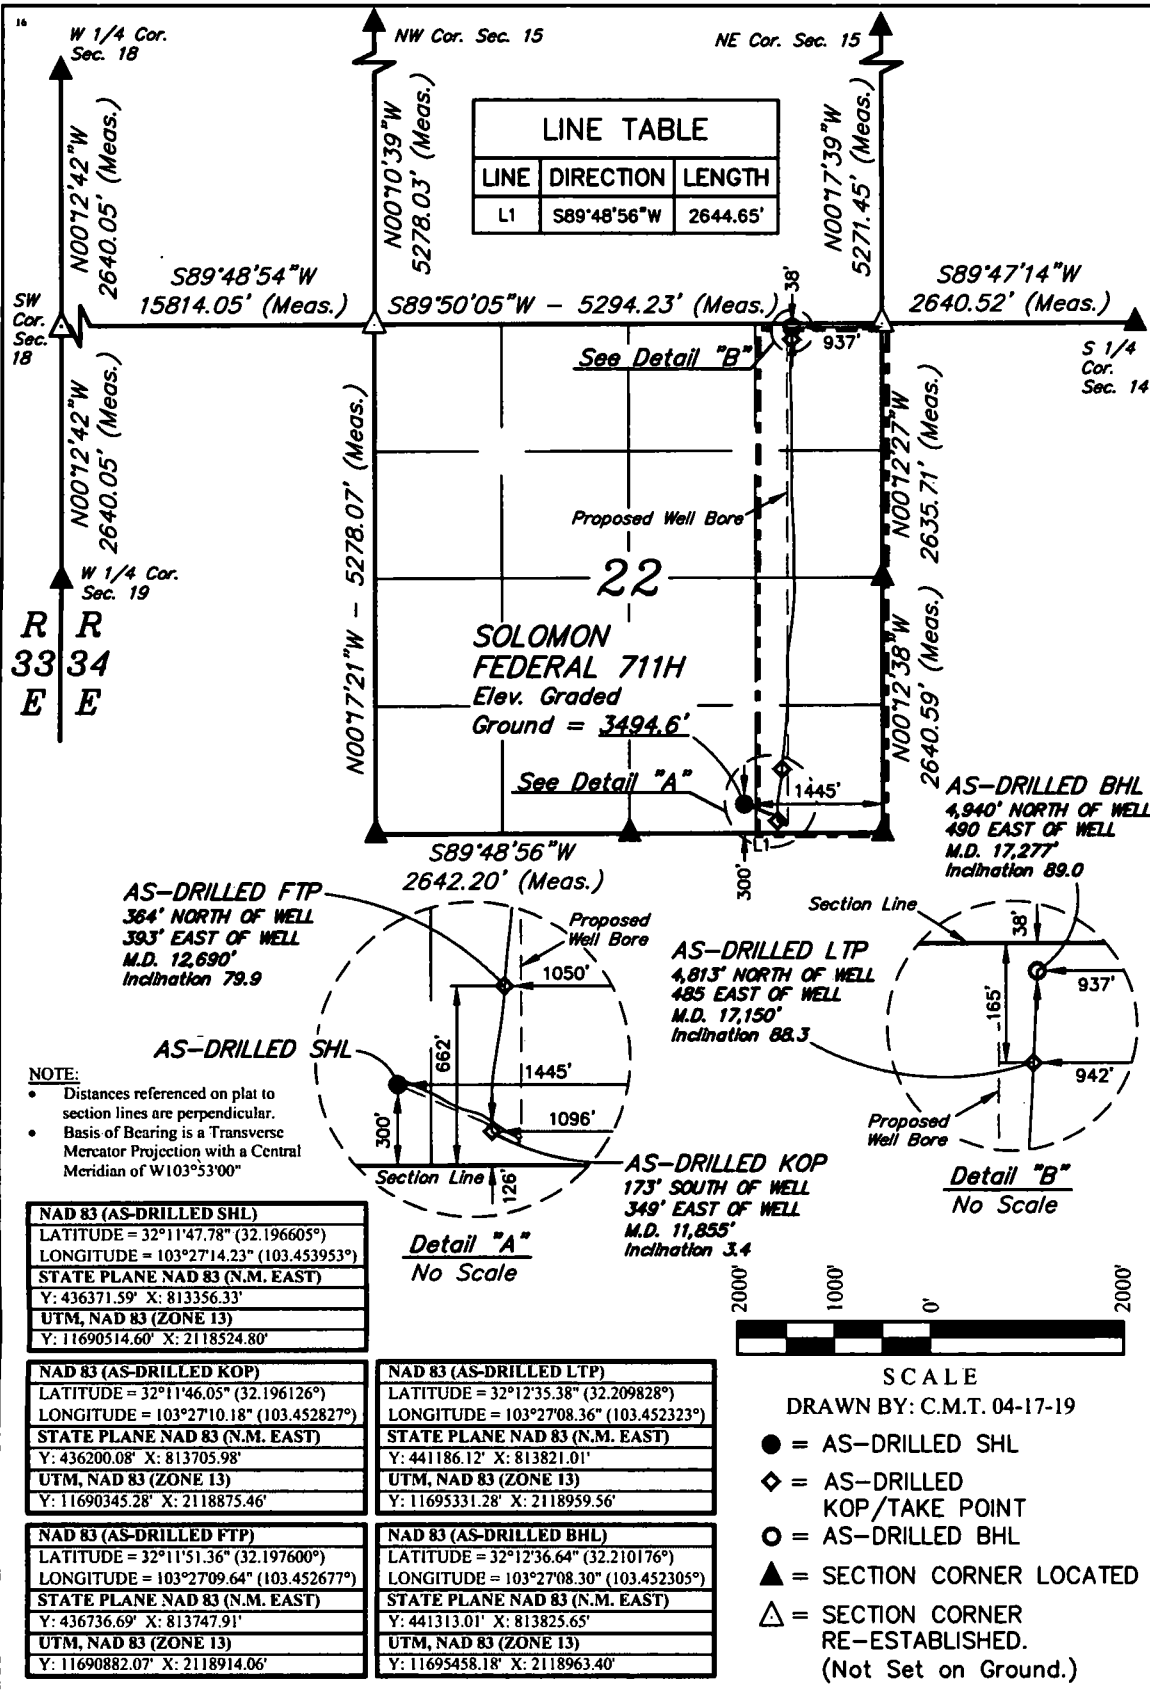 16
W 1/4 Cor.
Sec. 18
NW Cor. Sec. 15
NE Cor. Sec. 15
N00°12'42"W
2640.05' (Meas.)
N00°10'39"W
5278.03' (Meas.)
N00°17'39"W
5271.45' (Meas.)
LINE TABLE
LINE DIRECTION LENGTH
L1 S89°48'56"W 2644.65'
SW
Cor.
Sec.
18
S89°48'54"W
15814.05' (Meas.)
S89°50'05"W - 5294.23' (Meas.)
38'
S89°47'14"W
2640.52' (Meas.)
937'
See Detail "B"
S 1/4
Cor.
Sec. 14
N00°12'42"W
2640.05' (Meas.)
N00°17'21"W - 5278.07' (Meas.)
N00°12'27"W
2635.71' (Meas.)
Proposed Well Bore
22
W 1/4 Cor.
Sec. 19
R R
33 34
E E
SOLOMON
FEDERAL 711H
Elev. Graded
Ground = 3494.6'
N00°12'38"W
2640.59' (Meas.)
See Detail "A"
1445'
L1
300'
S89°48'56"W
2642.20' (Meas.)
AS-DRILLED BHL
4,940' NORTH OF WELL
490 EAST OF WELL
M.D. 17,277'
Inclination 89.0
AS-DRILLED FTP
364' NORTH OF WELL
393' EAST OF WELL
M.D. 12,690'
Inclination 79.9
Proposed
Well Bore
1050'
662'
AS-DRILLED SHL
1445'
300'
1096'
Section Line
126'
Detail "A"
No Scale
AS-DRILLED LTP
4,813' NORTH OF WELL
485 EAST OF WELL
M.D. 17,150'
Inclination 88.3
Section Line
38'
937'
165'
942'
Proposed
Well Bore
Detail "B"
No Scale
AS-DRILLED KOP
173' SOUTH OF WELL
349' EAST OF WELL
M.D. 11,855'
Inclination 3.4
NOTE:
• Distances referenced on plat to
section lines are perpendicular.
• Basis of Bearing is a Transverse
Mercator Projection with a Central
Meridian of W103°53'00"
NAD 83 (AS-DRILLED SHL)
LATITUDE = 32°11'47.78" (32.196605°)
LONGITUDE = 103°27'14.23" (103.453953°)
STATE PLANE NAD 83 (N.M. EAST)
Y: 436371.59' X: 813356.33'
UTM, NAD 83 (ZONE 13)
Y: 11690514.60' X: 2118524.80'
NAD 83 (AS-DRILLED KOP)
LATITUDE = 32°11'46.05" (32.196126°)
LONGITUDE = 103°27'10.18" (103.452827°)
STATE PLANE NAD 83 (N.M. EAST)
Y: 436200.08' X: 813705.98'
UTM, NAD 83 (ZONE 13)
Y: 11690345.28' X: 2118875.46'
NAD 83 (AS-DRILLED LTP)
LATITUDE = 32°12'35.38" (32.209828°)
LONGITUDE = 103°27'08.36" (103.452323°)
STATE PLANE NAD 83 (N.M. EAST)
Y: 441186.12' X: 813821.01'
UTM, NAD 83 (ZONE 13)
Y: 11695331.28' X: 2118959.56'
NAD 83 (AS-DRILLED FTP)
LATITUDE = 32°11'51.36" (32.197600°)
LONGITUDE = 103°27'09.64" (103.452677°)
STATE PLANE NAD 83 (N.M. EAST)
Y: 436736.69' X: 813747.91'
UTM, NAD 83 (ZONE 13)
Y: 11690882.07' X: 2118914.06'
NAD 83 (AS-DRILLED BHL)
LATITUDE = 32°12'36.64" (32.210176°)
LONGITUDE = 103°27'08.30" (103.452305°)
STATE PLANE NAD 83 (N.M. EAST)
Y: 441313.01' X: 813825.65'
UTM, NAD 83 (ZONE 13)
Y: 11695458.18' X: 2118963.40'
2000' 1000' 0' 2000'
SCALE
DRAWN BY: C.M.T. 04-17-19
= AS-DRILLED SHL
= AS-DRILLED
KOP/TAKE POINT
= AS-DRILLED BHL
= SECTION CORNER LOCATED
= SECTION CORNER
RE-ESTABLISHED.
(Not Set on Ground.)